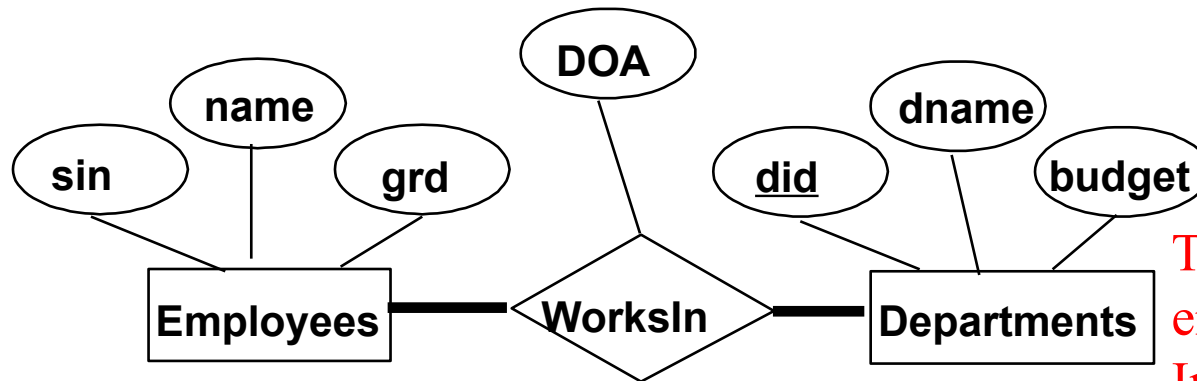 DOA
name
dname
sin
grd
did
budget
T
Employees
WorksIn
Departments